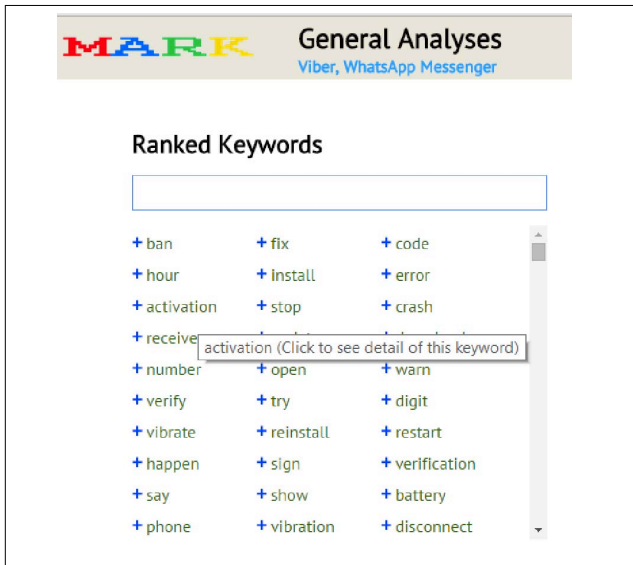 MARK
General Analyses
Viber, WhatsApp Messenger
Ranked Keywords
+ ban + fix + code
+ hour + install + error
+ activation + stop + crash
+ receive
activation (Click to see detail of this keyword)
+ number + open + warn
+ verify + try + digit
+ vibrate + reinstall + restart
+ happen + sign + verification
+ say + show + battery
+ phone + vibration + disconnect